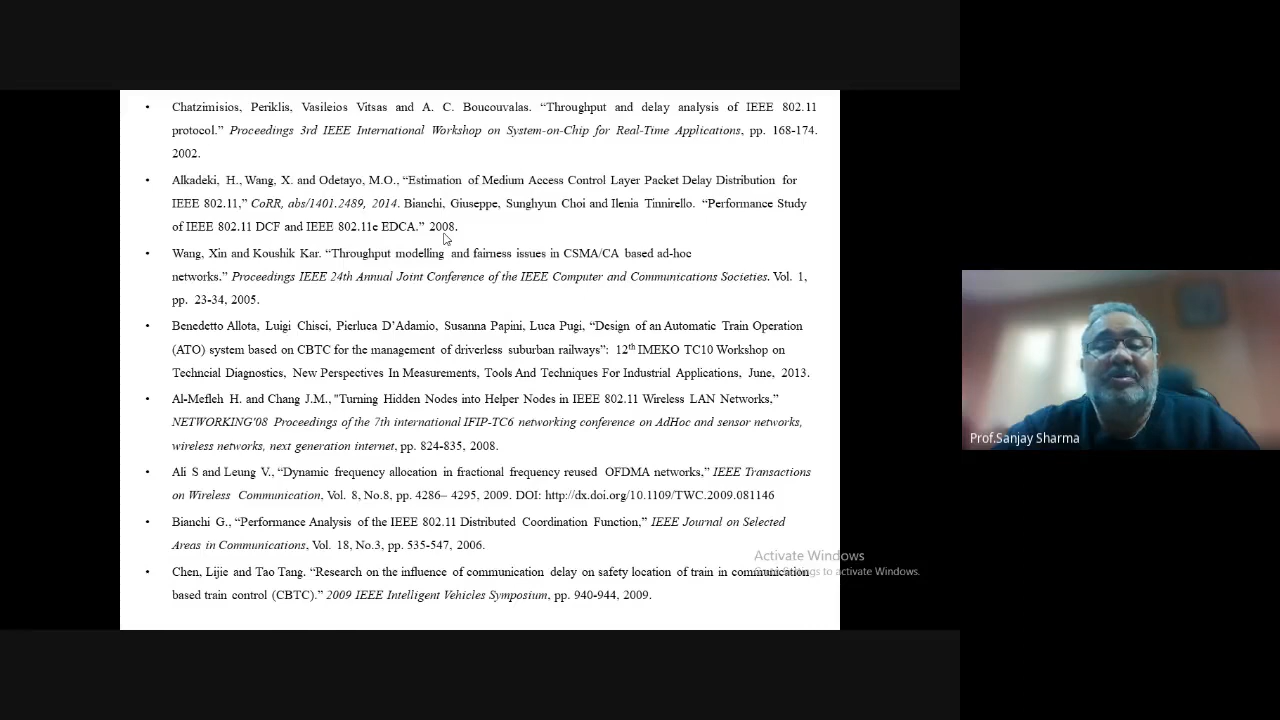 • Chatzimisios, Periklis, Vasileios Vitsas and A. C. Boucouvalas. “Throughput and delay analysis of IEEE 802.11
protocol.” Proceedings 3rd IEEE International Workshop on System-on-Chip for Real-Time Applications, pp. 168-174.
2002.
• Alkadeki, H., Wang, X. and Odetayo, M.O., “Estimation of Medium Access Control Layer Packet Delay Distribution for
IEEE 802.11,” CoRR, abs/1401.2489, 2014. Bianchi, Giuseppe, Sunghyun Choi and Ilenia Tinnirello. “Performance Study
of IEEE 802.11 DCF and IEEE 802.11e EDCA.” 2008.
• Wang, Xin and Koushik Kar. “Throughput modelling and fairness issues in CSMA/CA based ad-hoc
networks.” Proceedings IEEE 24th Annual Joint Conference of the IEEE Computer and Communications Societies. Vol. 1,
pp. 23-34, 2005.
• Benedetto Allota, Luigi Chisci, Pierluca D’Adamio, Susanna Papini, Luca Pugi, “Design of an Automatic Train Operation
(ATO) system based on CBTC for the management of driverless suburban railways”: 12th IMEKO TC10 Workshop on
Techncial Diagnostics, New Perspectives In Measurements, Tools And Techniques For Industrial Applications, June, 2013.
• Al-Mefleh H. and Chang J.M., "Turning Hidden Nodes into Helper Nodes in IEEE 802.11 Wireless LAN Networks,”
NETWORKING'08 Proceedings of the 7th international IFIP-TC6 networking conference on AdHoc and sensor networks,
wireless networks, next generation internet, pp. 824-835, 2008.
• Ali S and Leung V., “Dynamic frequency allocation in fractional frequency reused OFDMA networks,” IEEE Transactions
on Wireless Communication, Vol. 8, No.8, pp. 4286– 4295, 2009. DOI: http://dx.doi.org/10.1109/TWC.2009.081146
• Bianchi G., “Performance Analysis of the IEEE 802.11 Distributed Coordination Function,” IEEE Journal on Selected
Areas in Communications, Vol. 18, No.3, pp. 535-547, 2006.
• Chen, Lijie and Tao Tang. “Research on the influence of communication delay on safety location of train in communication
based train control (CBTC).” 2009 IEEE Intelligent Vehicles Symposium, pp. 940-944, 2009.
Activate Windows
to activate Windows.
Prof.Sanjay Sharma